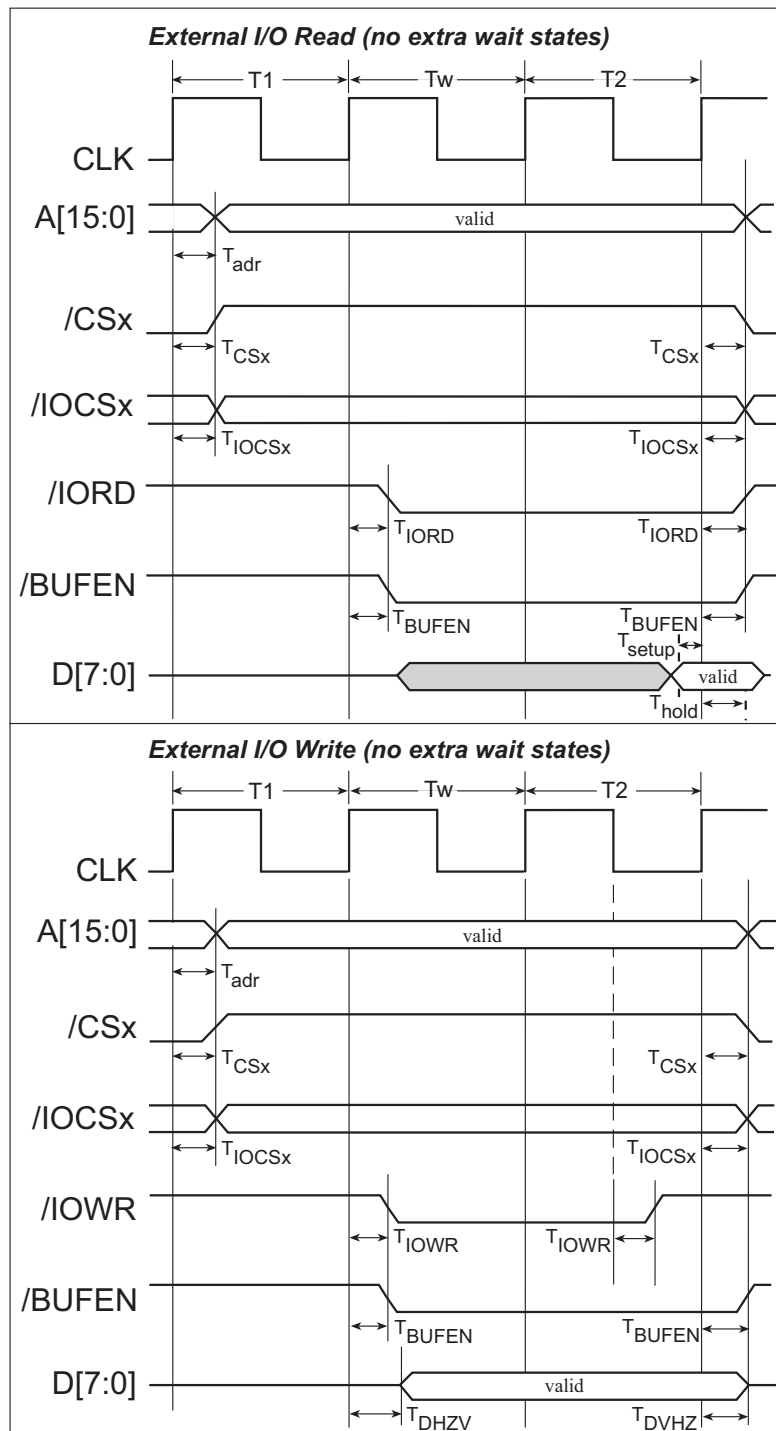 External I/O Read (no extra wait states)
T1 Tw T2
CLK
A[15:0] valid
Tadr
/CSx
TCSx TCSx
/IOCSx
TIOCSx TIOCSx
/IORD
TIORD TIORD
/BUFEN
TBUFEN TBUFEN
Tsetup
D[7:0] valid
Thold
External I/O Write (no extra wait states)
T1 Tw T2
CLK
A[15:0] valid
Tadr
/CSx
TCSx TCSx
/IOCSx
TIOCSx TIOCSx
/IOWR
TIOWR TIOWR
/BUFEN
TBUFEN TBUFEN
D[7:0] valid
TDHZV TDVHZ